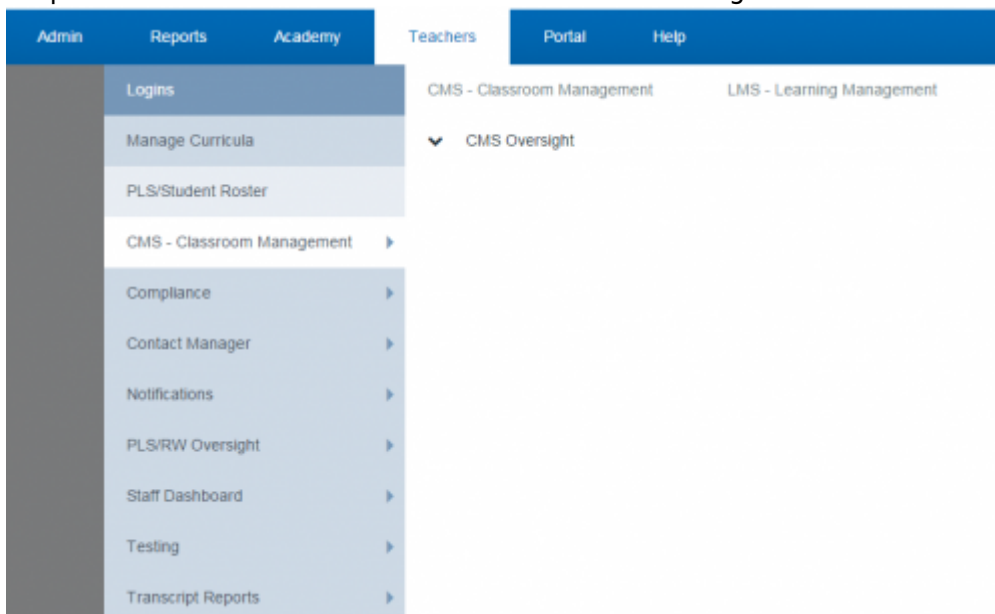 Admin Reports Academy Teachers Portal Help
Logins
CMS - Classroom Management LMS - Learning Management
Manage Curricula
CMS Oversight
PLS/Student Roster
CMS - Classroom Management
Compliance
Contact Manager
Notifications
PLS/RW Oversight
Staff Dashboard
Testing
Transcript Reports